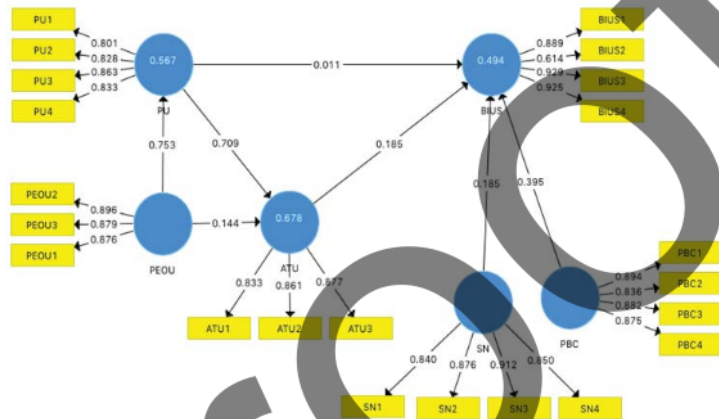 PU1
PU2
PU3
PU4
0.801
0.828
0.863
0.833
0.567
PU
0.011
0.494
BIUS
0.889
0.614
0.929
0.925
BIUS1
BIUS2
BIUS3
BIUS4
0.753
0.709
0.185
0.185
0.395
PEOU2
PEOU3
PEOU1
0.896
0.879
0.876
PEOU
0.144
0.678
ATU
0.833
0.861
0.877
ATU1
ATU2
ATU3
SN
PBC
0.894
0.836
0.882
0.875
PBC1
PBC2
PBC3
PBC4
0.840
0.876
0.912
0.850
SN1
SN2
SN3
SN4